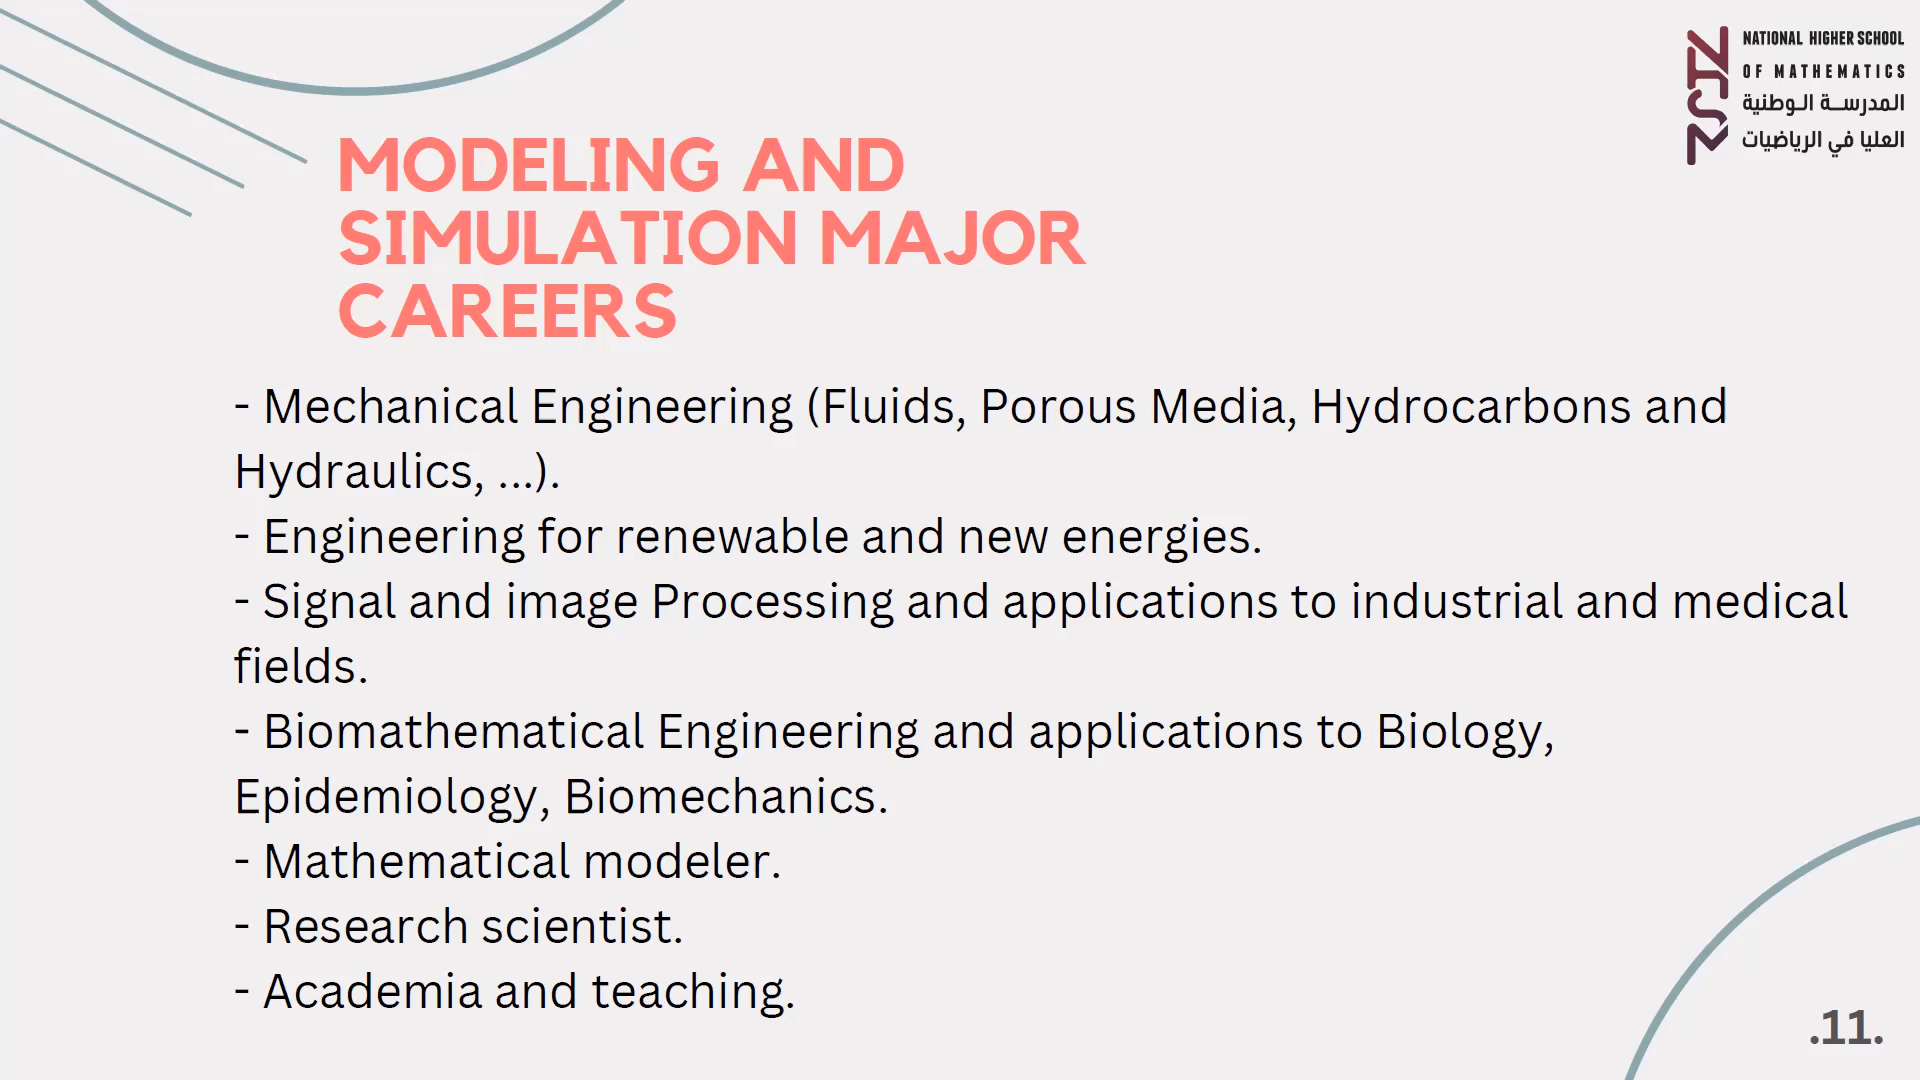 NATIONAL HIGHER SCHOOL
OF MATHEMATICS
المدرســة الـوطنية
العليا في الرياضيات
MODELING AND
SIMULATION MAJOR
CAREERS
- Mechanical Engineering (Fluids, Porous Media, Hydrocarbons and
Hydraulics, ...).
- Engineering for renewable and new energies.
- Signal and image Processing and applications to industrial and medical
fields.
- Biomathematical Engineering and applications to Biology,
Epidemiology, Biomechanics.
- Mathematical modeler.
- Research scientist.
- Academia and teaching.
.11.